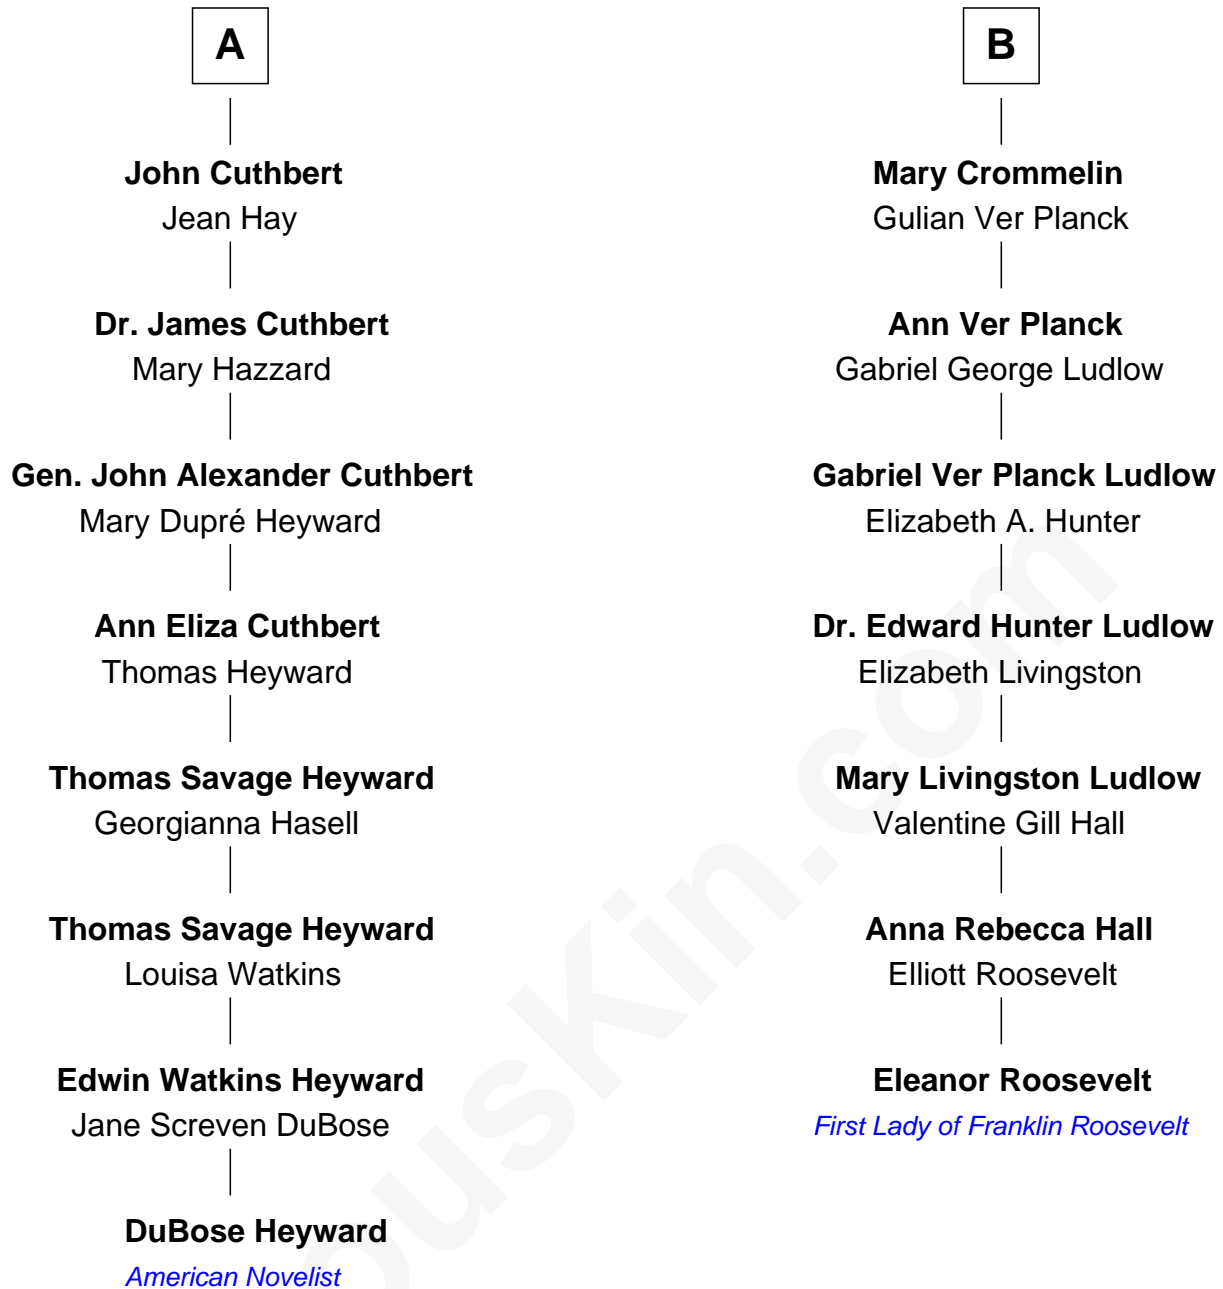 A
John Cuthbert
Jean Hay
Dr. James Cuthbert
Mary Hazzard
Gen. John Alexander Cuthbert
Mary Dupré Heyward
Ann Eliza Cuthbert
Thomas Heyward
Thomas Savage Heyward
Georgianna Hasell
Thomas Savage Heyward
Louisa Watkins
Edwin Watkins Heyward
Jane Screven DuBose
DuBose Heyward
American Novelist
B
Mary Crommelin
Gulian Ver Planck
Ann Ver Planck
Gabriel George Ludlow
Gabriel Ver Planck Ludlow
Elizabeth A. Hunter
Dr. Edward Hunter Ludlow
Elizabeth Livingston
Mary Livingston Ludlow
Valentine Gill Hall
Anna Rebecca Hall
Elliott Roosevelt
Eleanor Roosevelt
First Lady of Franklin Roosevelt
ousKin.com